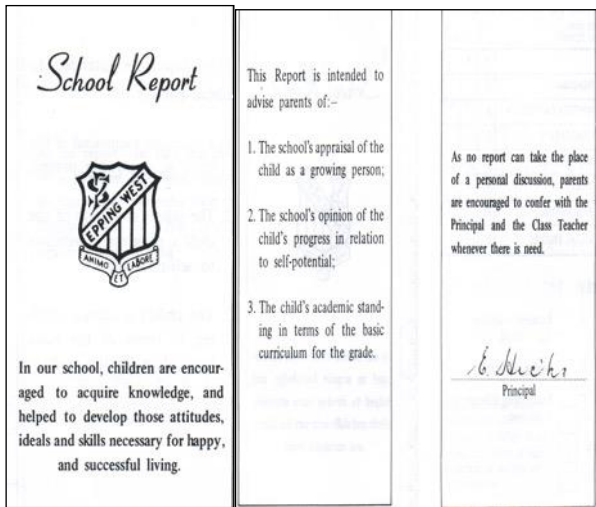 School Report
EPPING WEST
ANIMO ET LABORE
In our school, children are encour-
aged to acquire knowledge, and
helped to develop those attitudes,
ideals and skills necessary for happy,
and successful living.
This Report is intended to
advise parents of:–
1. The school's appraisal of the
child as a growing person;
2. The school's opinion of the
child's progress in relation
to self-potential;
3. The child's academic stand-
ing in terms of the basic
curriculum for the grade.
As no report can take the place
of a personal discussion, parents
are encouraged to confer with the
Principal and the Class Teacher
whenever there is need.
E.
Principal